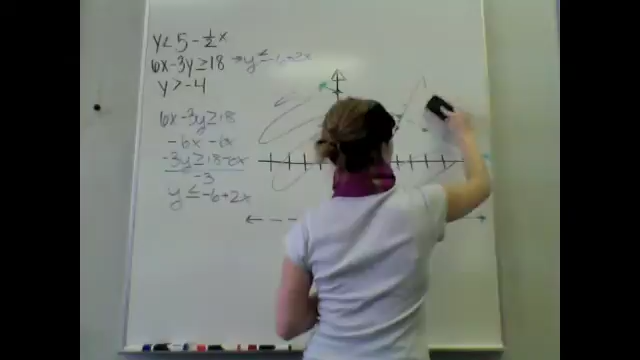 y < 5 - ½x
6x - 3y ≥ 18 → y ≤ -6+2x
y > -4
6x - 3y ≥ 18
-6x -6x
-3y ≥ 18 - 6x
-3
y ≤ -6 + 2x